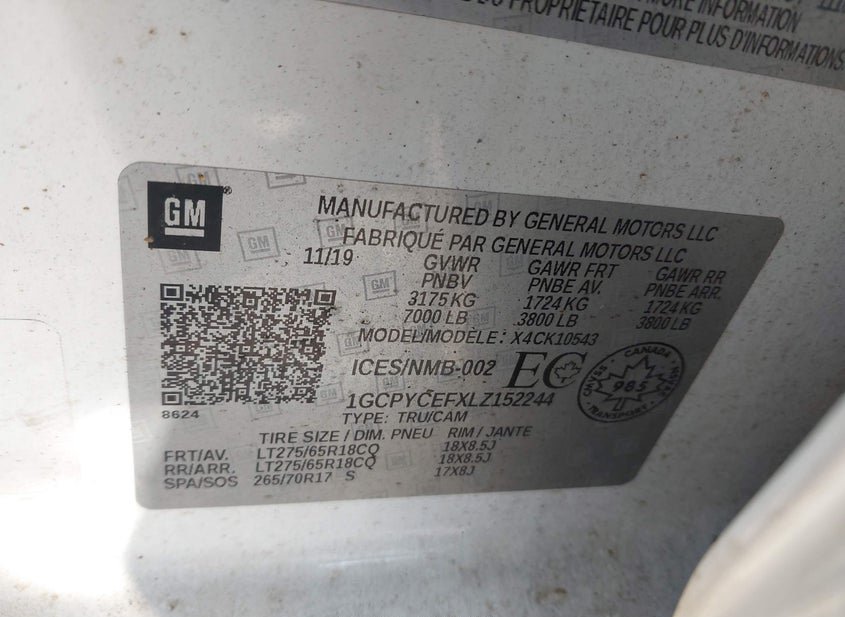 MORE INFORMATION
DU PROPRIÉTAIRE POUR PLUS D'INFORMATIONS.
GM
MANUFACTURED BY GENERAL MOTORS LLC
FABRIQUÉ PAR GENERAL MOTORS LLC
11/19 GVWR GAWR FRT GAWR RR
PNBV PNBE AV. PNBE ARR.
3175 KG 1724 KG 1724 KG
7000 LB 3800 LB 3800 LB
MODEL/MODÈLE: X4CK10543
ICES/NMB-002 EC
CANADA
985
TRANSPORT
8624
1GCPYCEFXLZ152244
TYPE: TRU/CAM
TIRE SIZE / DIM. PNEU RIM / JANTE
FRT/AV. LT275/65R18CQ 18X8.5J
RR/ARR. LT275/65R18CQ 18X8.5J
SPA/SOS 265/70R17 S 17X8J